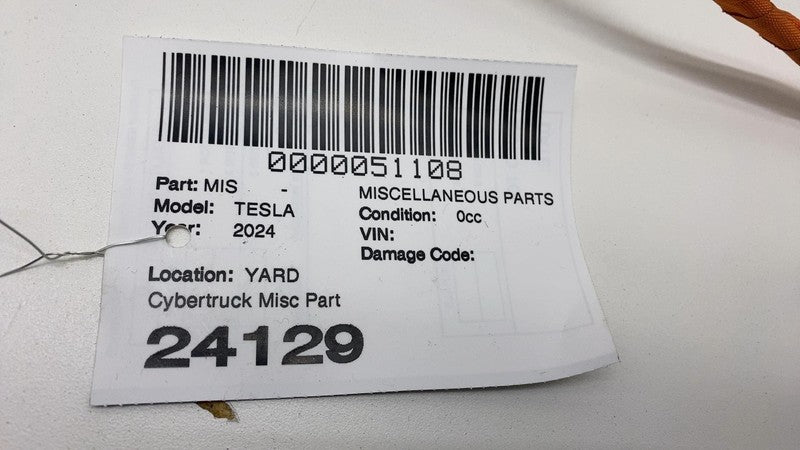 0000051108
Part: MIS - MISCELLANEOUS PARTS
Model: TESLA Condition: 0cc
Year: 2024 VIN:
Damage Code:
Location: YARD
Cybertruck Misc Part
24129